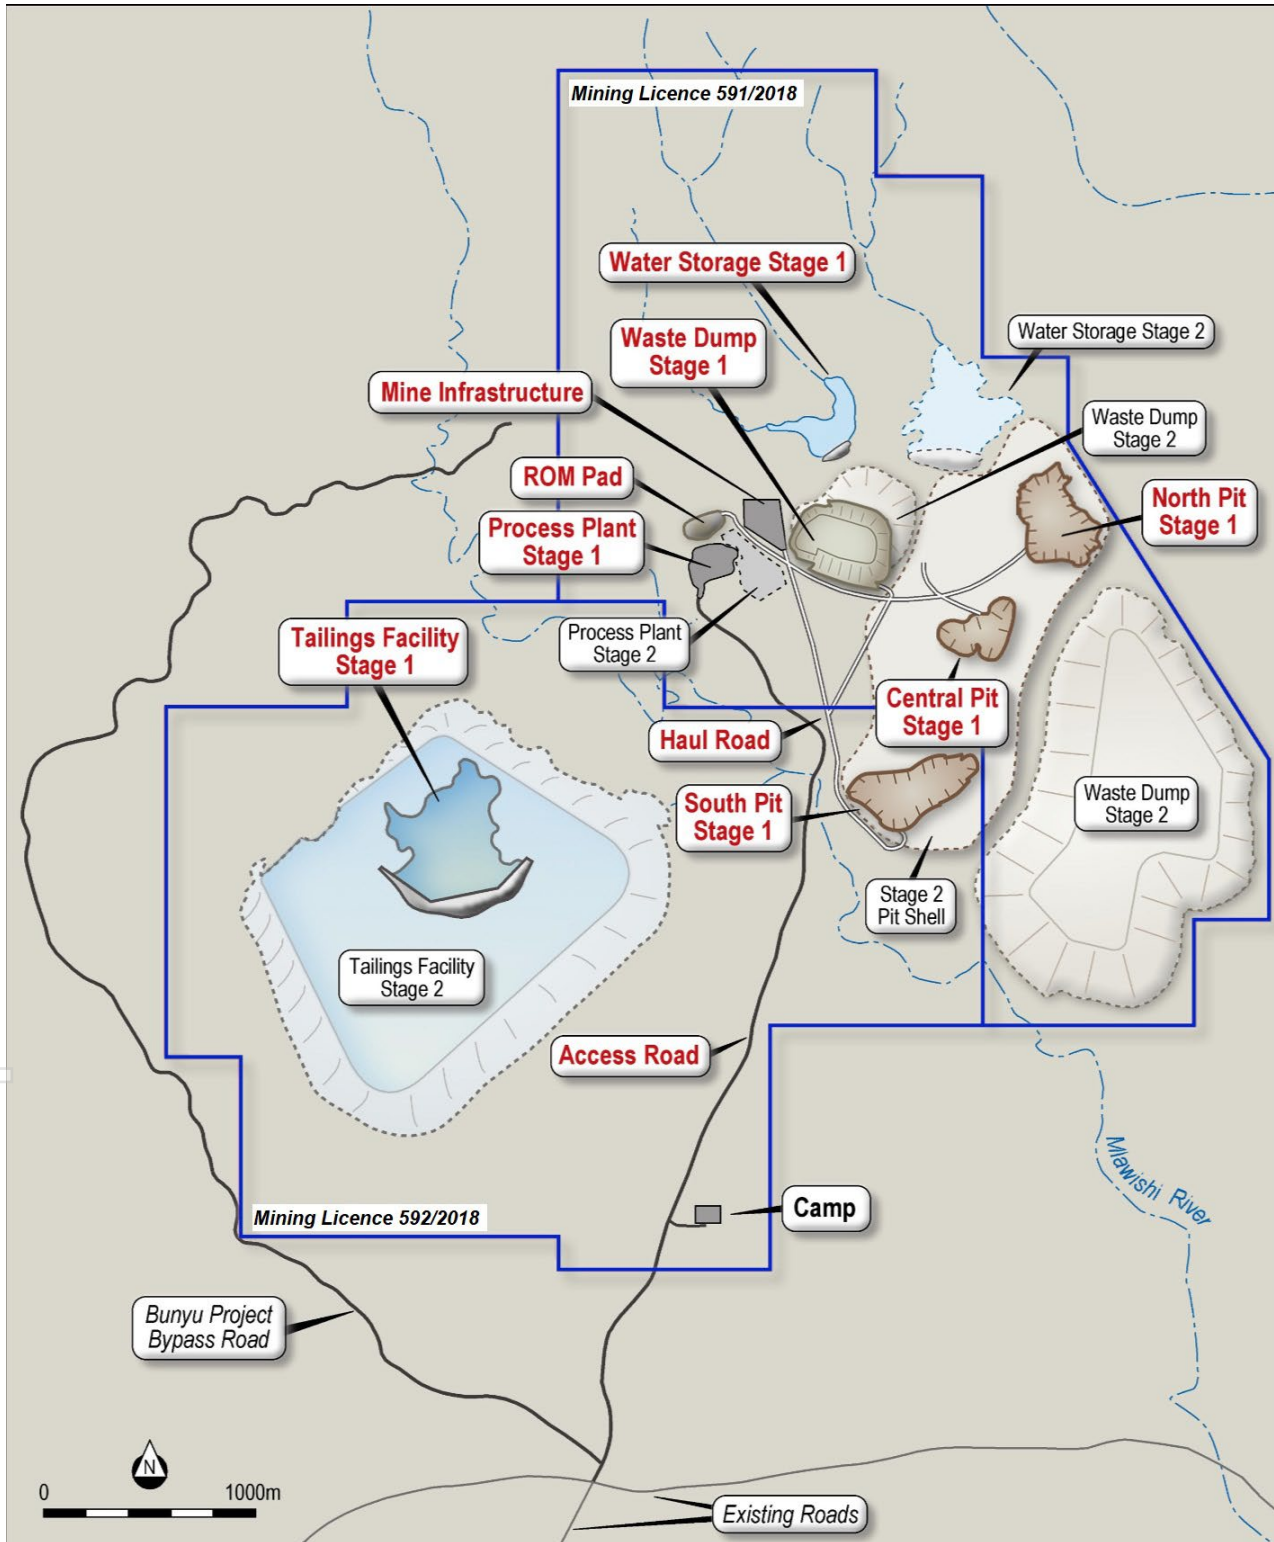 Mining Licence 591/2018
Water Storage Stage 1
Water Storage Stage 2
Waste Dump
Stage 1
Mine Infrastructure
Waste Dump
Stage 2
ROM Pad
North Pit
Stage 1
Process Plant
Stage 1
Tailings Facility
Stage 1
Process Plant
Stage 2
Central Pit
Stage 1
Haul Road
South Pit
Stage 1
Waste Dump
Stage 2
Stage 2
Pit Shell
Tailings Facility
Stage 2
Access Road
Mlawishi River
Camp
Mining Licence 592/2018
Bunyu Project
Bypass Road
N
0 1000m
Existing Roads